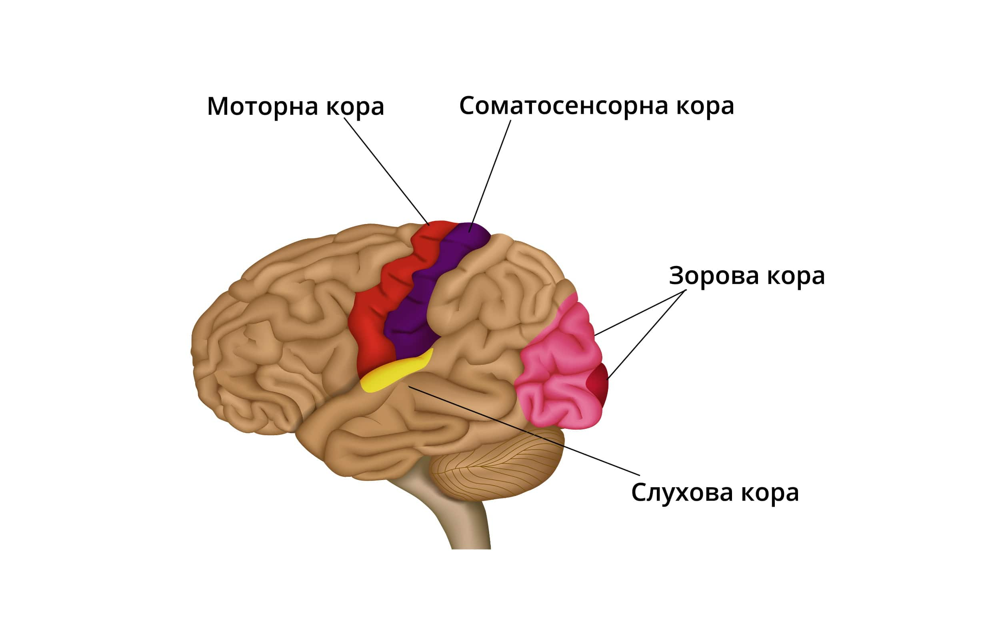 Моторна кора
Соматосенсорна кора
Зорова кора
Слухова кора